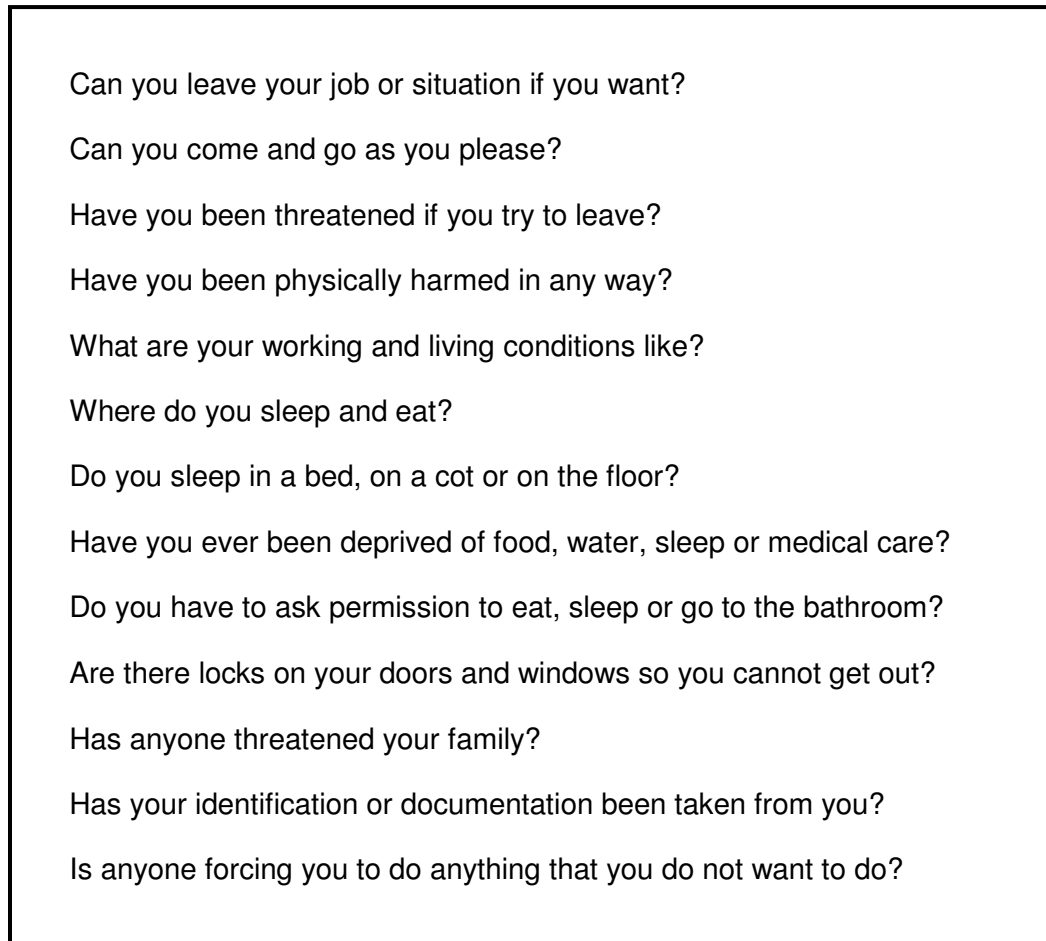 Can you leave your job or situation if you want?
Can you come and go as you please?
Have you been threatened if you try to leave?
Have you been physically harmed in any way?
What are your working and living conditions like?
Where do you sleep and eat?
Do you sleep in a bed, on a cot or on the floor?
Have you ever been deprived of food, water, sleep or medical care?
Do you have to ask permission to eat, sleep or go to the bathroom?
Are there locks on your doors and windows so you cannot get out?
Has anyone threatened your family?
Has your identification or documentation been taken from you?
Is anyone forcing you to do anything that you do not want to do?